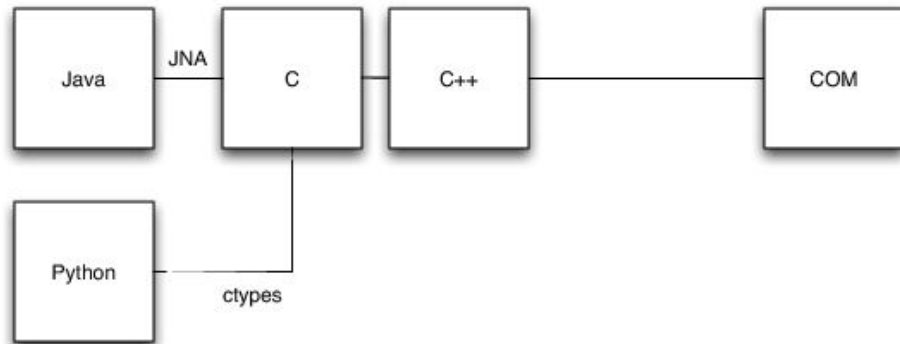 Java
JNA
C
C++
COM
Python
ctypes